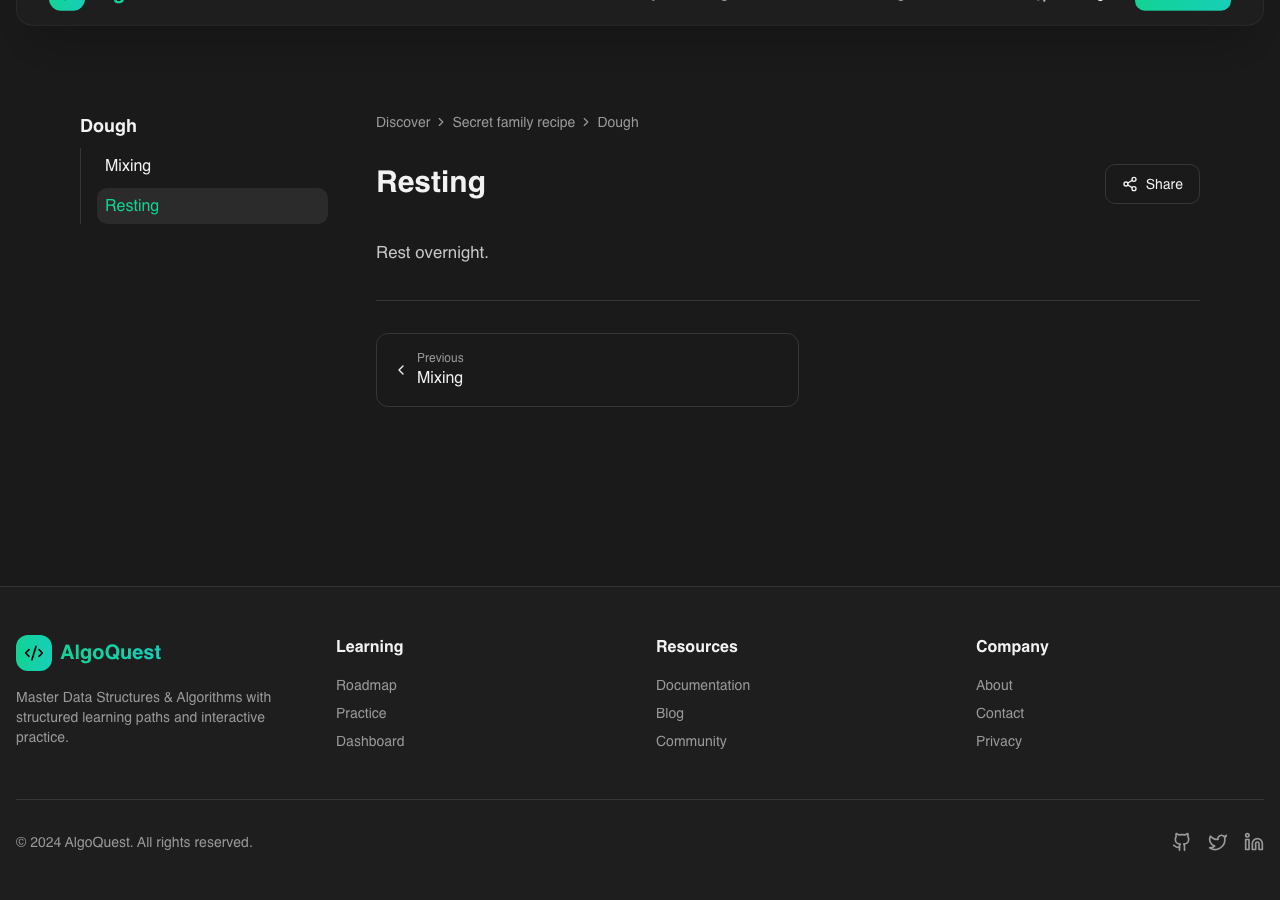 Dough
Mixing
Resting
Discover > Secret family recipe > Dough
Resting
Share
Rest overnight.
Previous
Mixing
AlgoQuest
Master Data Structures & Algorithms with
structured learning paths and interactive
practice.
Learning
Roadmap
Practice
Dashboard
Resources
Documentation
Blog
Community
Company
About
Contact
Privacy
© 2024 AlgoQuest. All rights reserved.